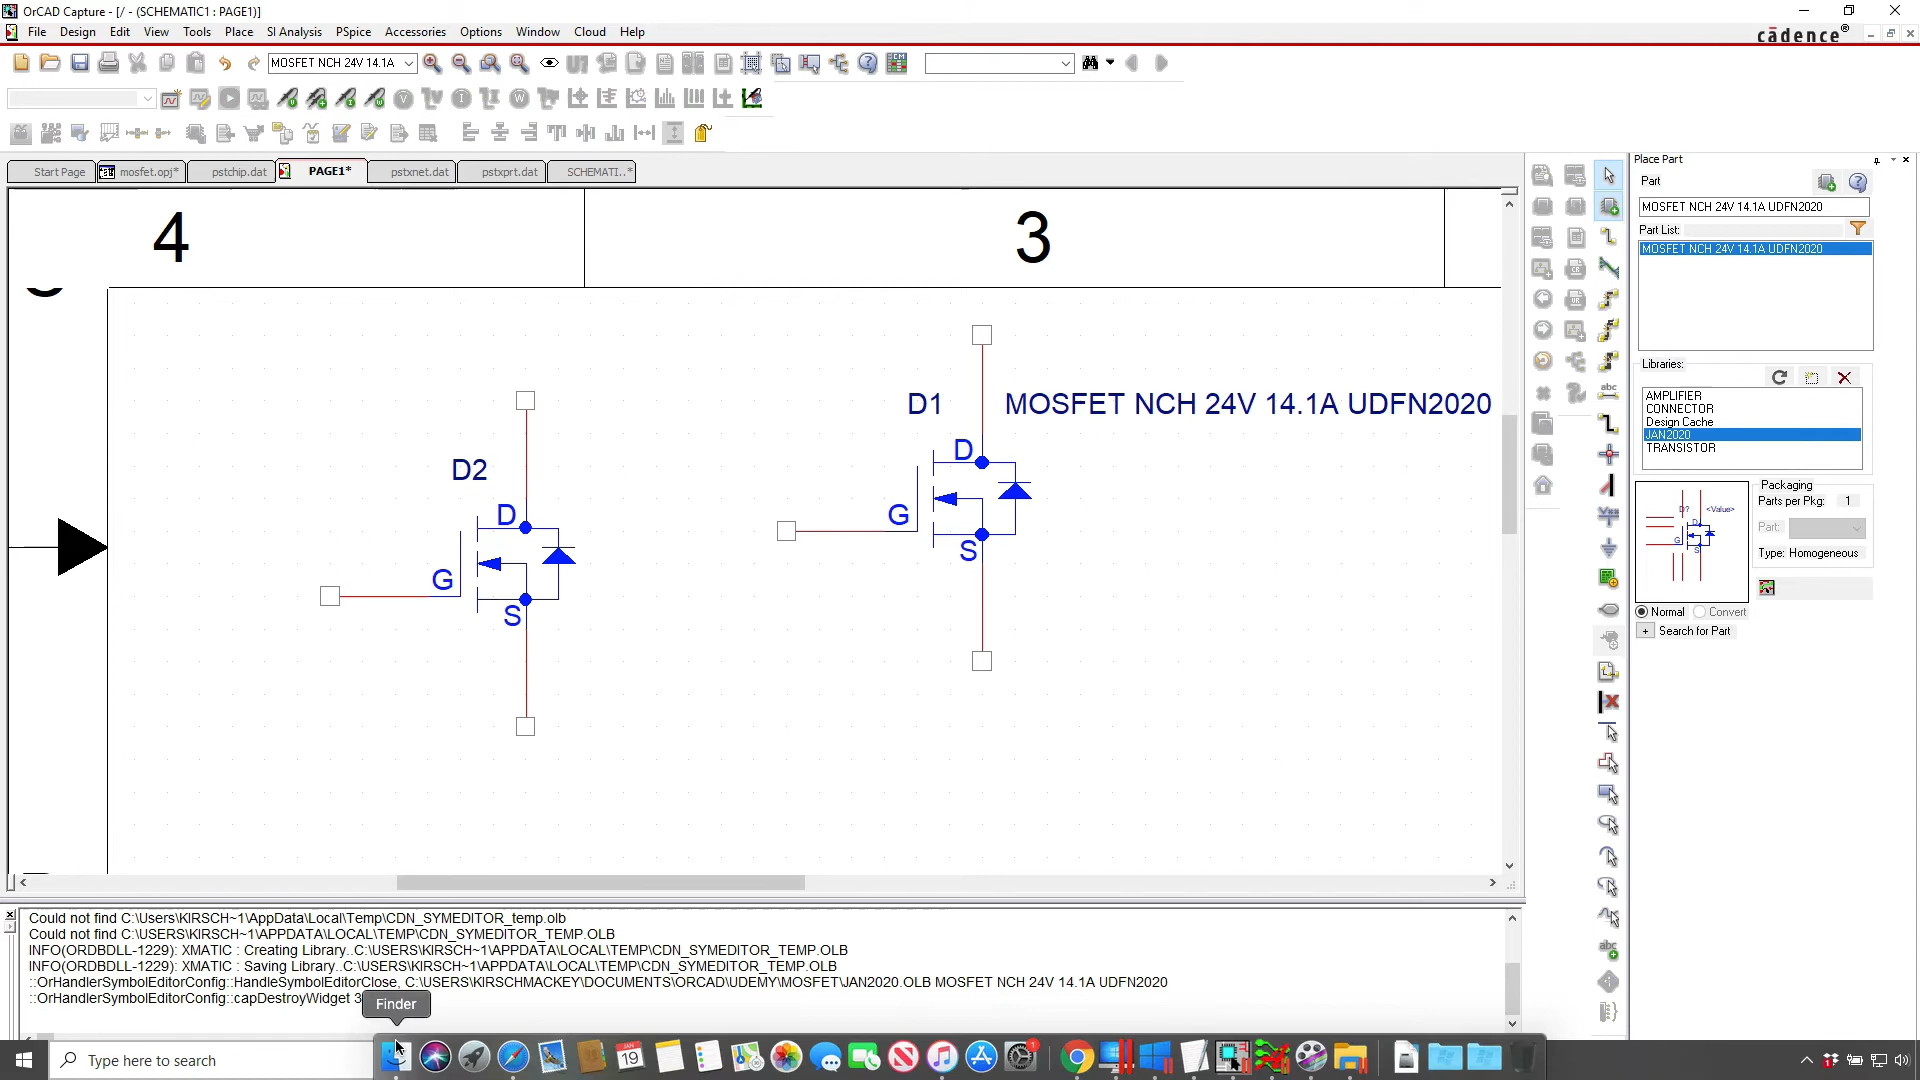 OrCAD Capture - [/ - (SCHEMATIC1 : PAGE1)]
File Design Edit View Tools Place SI Analysis PSpice Accessories Options Window Cloud Help
cādence®
MOSFET NCH 24V 14.1A
Start Page mosfet.opj* pstchip.dat PAGE1* pstxnet.dat pstxprt.dat SCHEMATI..*
4 3
D1 MOSFET NCH 24V 14.1A UDFN2020
D
G
S
D2
D
G
S
Place Part
Part
MOSFET NCH 24V 14.1A UDFN2020
Part List:
MOSFET NCH 24V 14.1A UDFN2020
Libraries:
AMPLIFIER
CONNECTOR
Design Cache
JAN2020
TRANSISTOR
Packaging
Parts per Pkg: 1
Part:
Type: Homogeneous
D? <Value>
D
G
S
Normal Convert
+ Search for Part
Could not find C:\Users\KIRSCH~1\AppData\Local\Temp\CDN_SYMEDITOR_temp.olb
Could not find C:\USERS\KIRSCH~1\APPDATA\LOCAL\TEMP\CDN_SYMEDITOR_TEMP.OLB
INFO(ORDBDLL-1229): XMATIC : Creating Library..C:\USERS\KIRSCH~1\APPDATA\LOCAL\TEMP\CDN_SYMEDITOR_TEMP.OLB
INFO(ORDBDLL-1229): XMATIC : Saving Library..C:\USERS\KIRSCH~1\APPDATA\LOCAL\TEMP\CDN_SYMEDITOR_TEMP.OLB
::OrHandlerSymbolEditorConfig::HandleSymbolEditorClose, C:\USERS\KIRSCHMACKEY\DOCUMENTS\ORCAD\UDEMY\MOSFET\JAN2020.OLB MOSFET NCH 24V 14.1A UDFN2020
::OrHandlerSymbolEditorConfig::capDestroyWidget 3
Finder
Type here to search
JAN
19
1